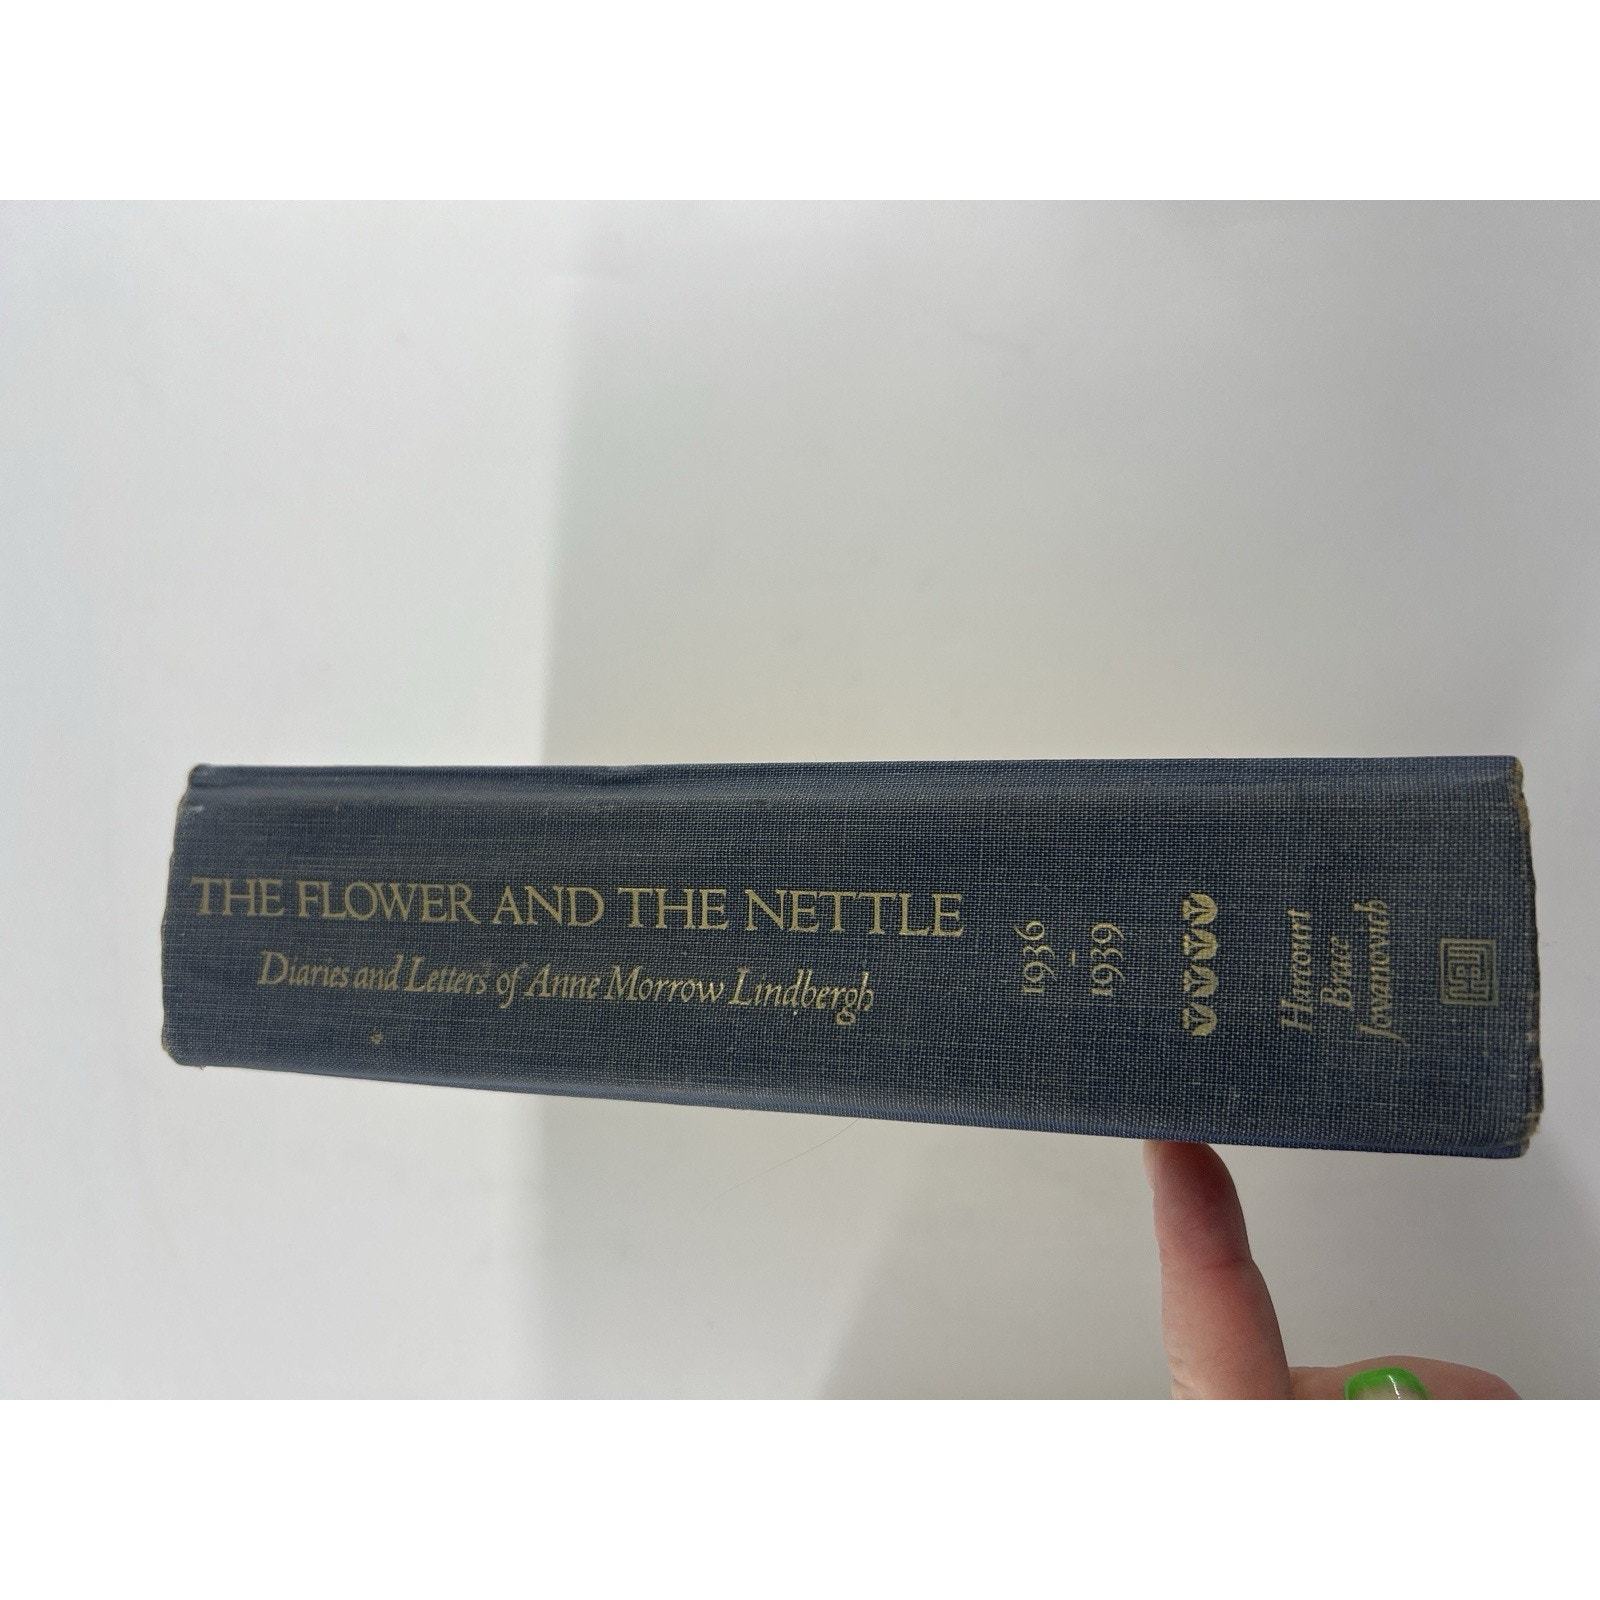 THE FLOWER AND THE NETTLE
Diaries and Letters of Anne Morrow Lindbergh
1936
-
1939
Harcourt
Brace
Jovanovich